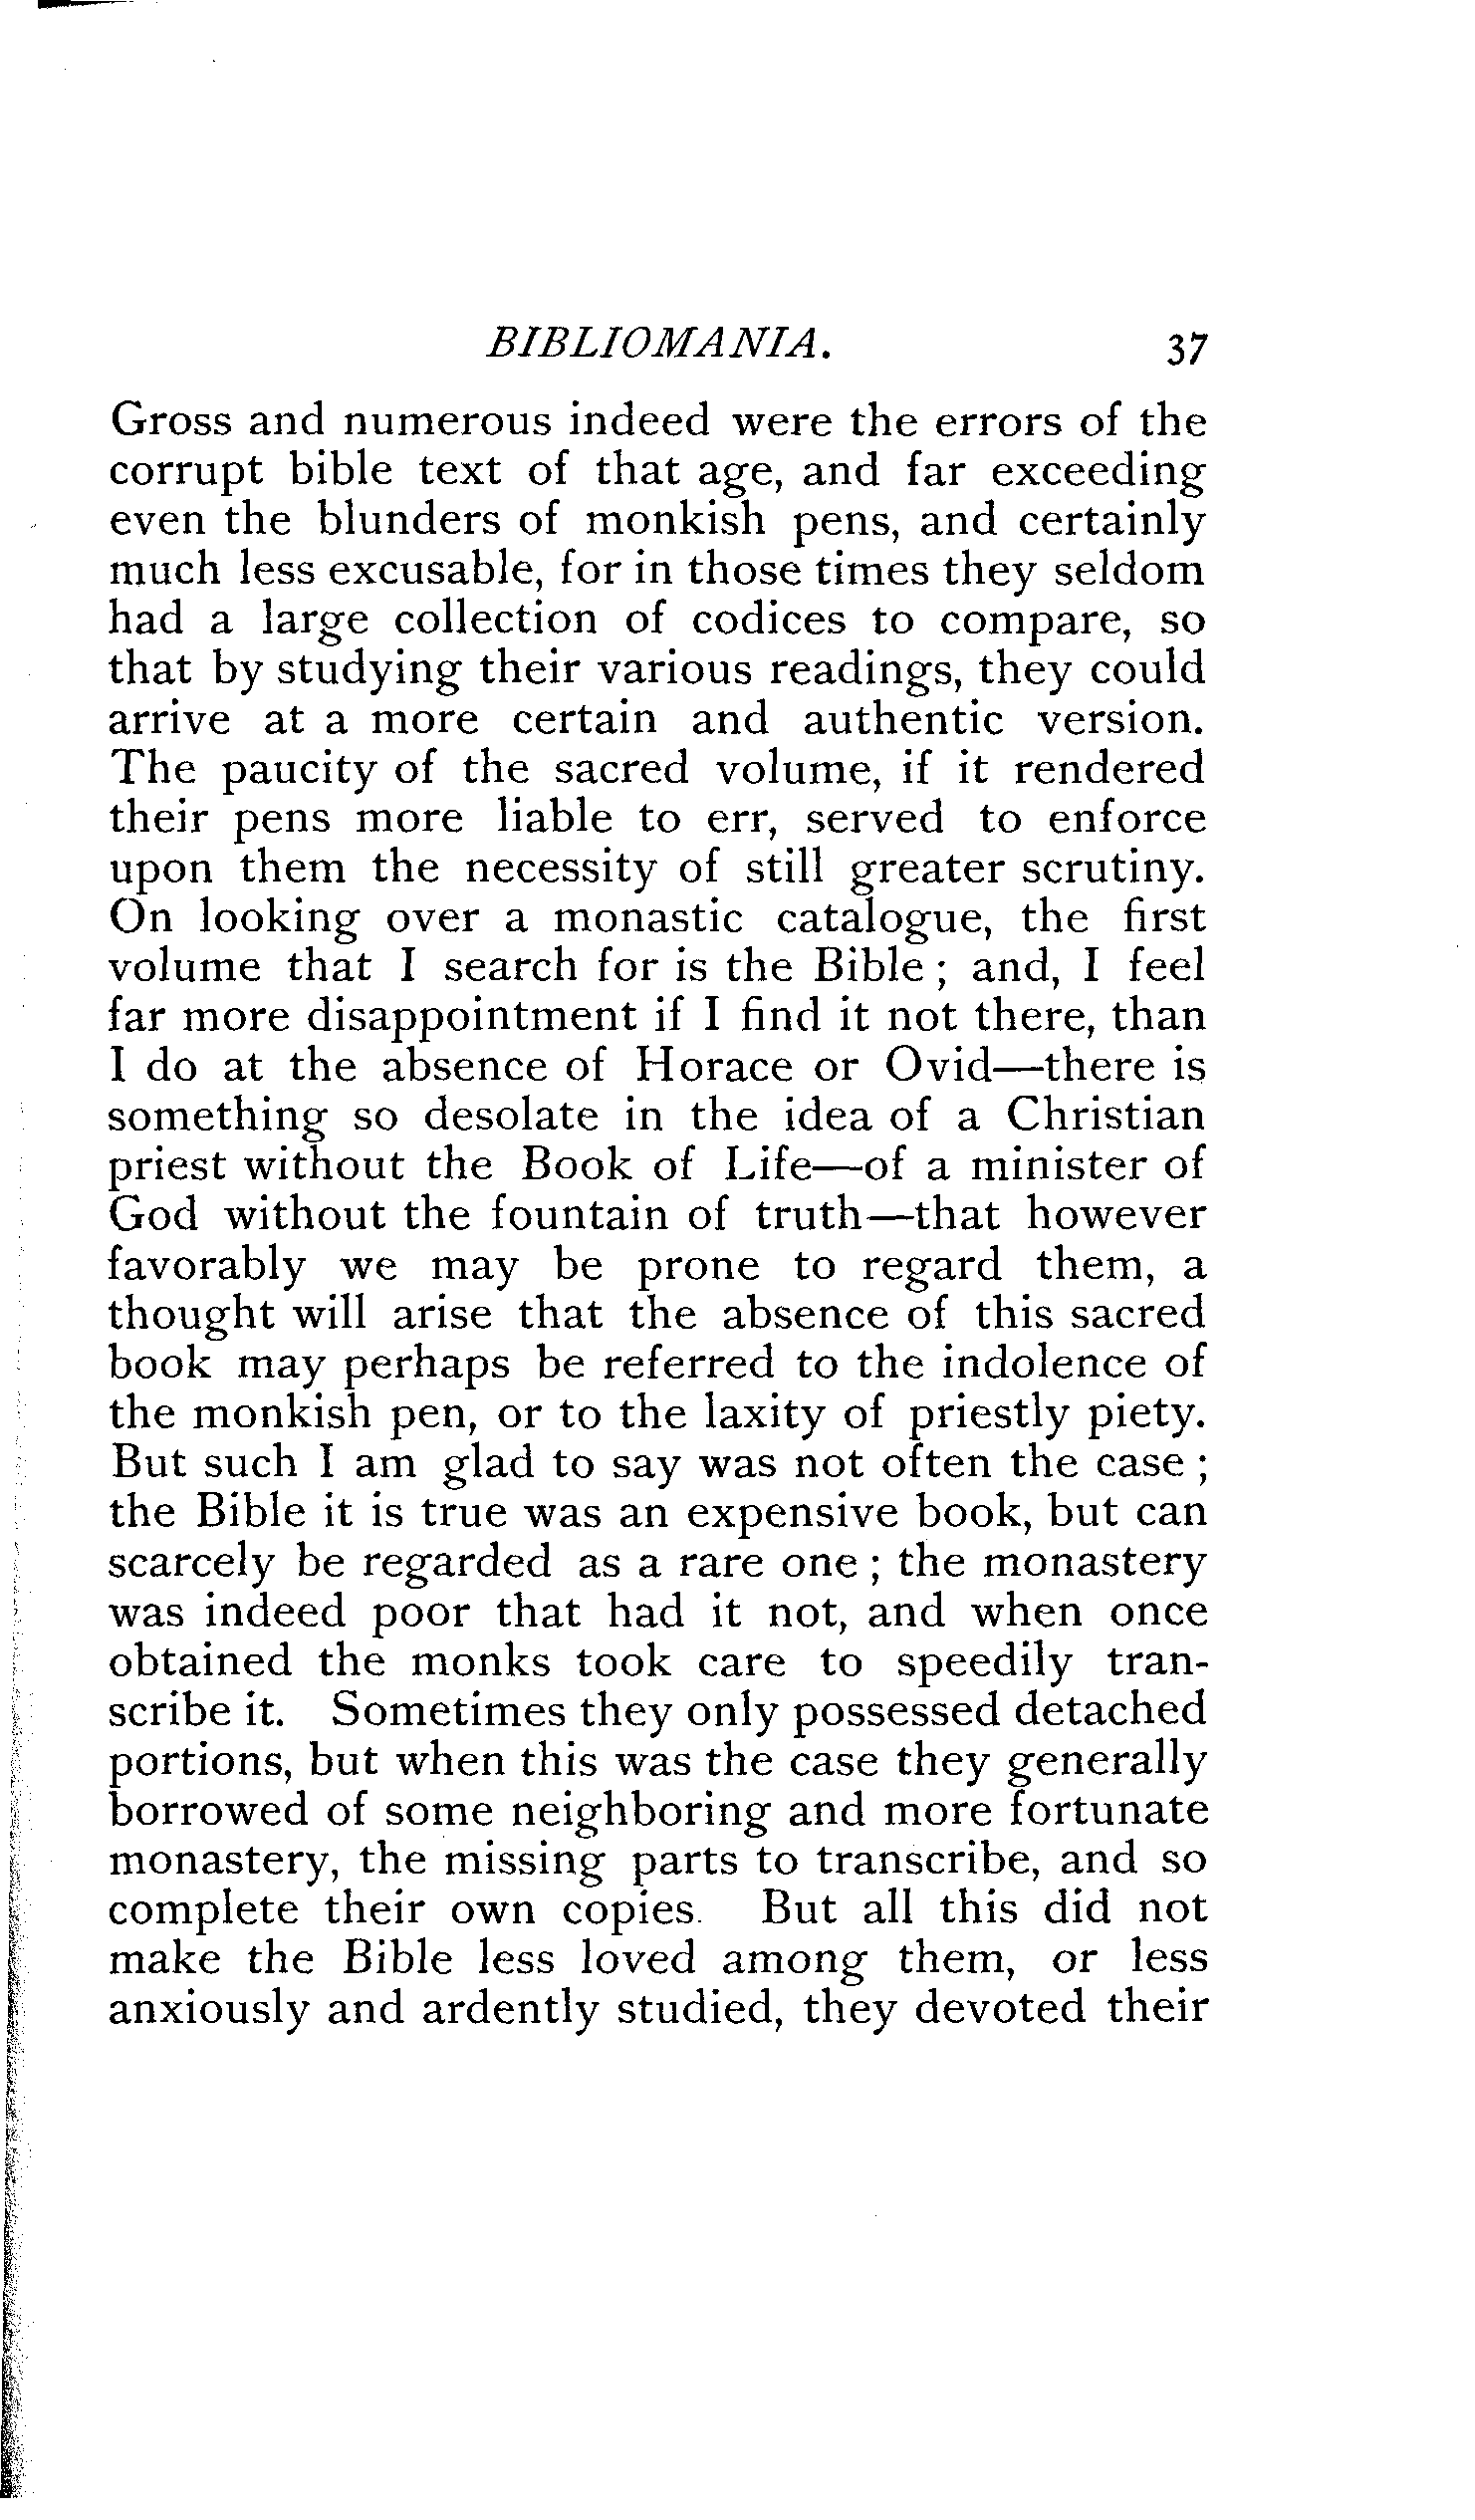 BIBLIOMANIA. 37
Gross and numerous indeed were the errors of the
corrupt bible text of that age, and far exceeding
even the blunders of monkish pens, and certainly
much less excusable, for in those times they seldom
had a large collection of codices to compare, so
that by studying their various readings, they could
arrive at a more certain and authentic version.
The paucity of the sacred volume, if it rendered
their pens more liable to err, served to enforce
upon them the necessity of still greater scrutiny.
On looking over a monastic catalogue, the first
volume that I search for is the Bible ; and, I feel
far more disappointment if I find it not there, than
I do at the absence of Horace or Ovid—there is
something so desolate in the idea of a Christian
priest without the Book of Life—of a minister of
God without the fountain of truth—that however
favorably we may be prone to regard them, a
thought will arise that the absence of this sacred
book may perhaps be referred to the indolence of
the monkish pen, or to the laxity of priestly piety.
But such I am glad to say was not often the case ;
the Bible it is true was an expensive book, but can
scarcely be regarded as a rare one ; the monastery
was indeed poor that had it not, and when once
obtained the monks took care to speedily tran-
scribe it. Sometimes they only possessed detached
portions, but when this was the case they generally
borrowed of some neighboring and more fortunate
monastery, the missing parts to transcribe, and so
complete their own copies. But all this did not
make the Bible less loved among them, or less
anxiously and ardently studied, they devoted their